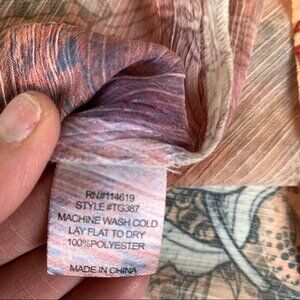 RN#114619
STYLE #TG387
MACHINE WASH COLD
LAY FLAT TO DRY
100%POLYESTER
MADE IN CHINA